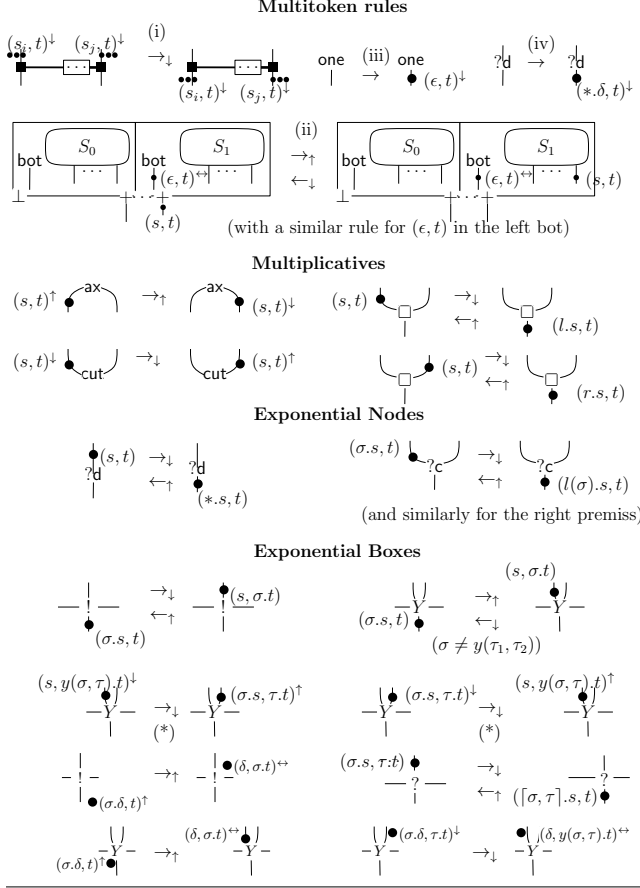 Multitoken rules
(s_i, t)↓ (s_j, t)↓ (i) →↓ (s_i, t)↓ (s_j, t)↓ one (iii) → one (ϵ, t)↓ ?d (iv) → ?d (*.δ, t)↓
bot S_0 ··· bot S_1 ··· (ϵ, t)↔ ⊥ ··· (s, t) (ii) →↑ ←↓ bot S_0 ··· bot S_1 ··· (ϵ, t)↔ (s, t) ⊥ ···
(with a similar rule for (ϵ, t) in the left bot)
Multiplicatives
(s, t)↑ ax →↑ ax (s, t)↓ (s, t) □ →↓ ←↑ □ (l.s, t)
(s, t)↓ cut →↓ cut (s, t)↑ □ (s, t) →↓ ←↑ □ (r.s, t)
Exponential Nodes
?d (s, t) →↓ ←↑ ?d (*.s, t) (σ.s, t) ?c →↓ ←↑ ?c (l(σ).s, t)
(and similarly for the right premiss)
Exponential Boxes
! (σ.s, t) →↓ ←↑ ! (s, σ.t) (σ.s, t) Y →↑ ←↓ Y (s, σ.t)
(σ ≠ y(τ_1, τ_2))
(s, y(σ, τ).t)↓ Y →↓ (*) Y (σ.s, τ.t)↑ Y (σ.s, τ.t)↓ →↓ (*) (s, y(σ, τ).t)↑ Y
! (σ.δ, t)↑ →↑ ! (δ, σ.t)↔ (σ.s, τ:t) ? →↓ ←↑ ? (⌈σ, τ⌉.s, t)
(σ.δ, t)↑ Y →↑ (δ, σ.t)↔ Y Y (σ.δ, τ.t)↓ →↓ Y (δ, y(σ, τ).t)↔